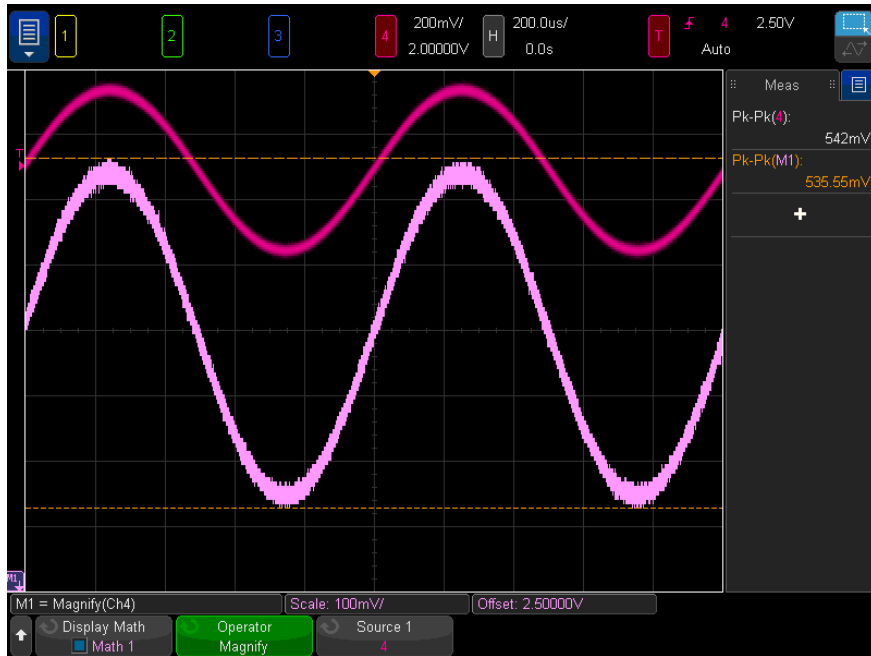 1 2 3 4 200mV/ H 200.0us/ T 4 2.50V
2.00000V 0.0s Auto
Meas
Pk-Pk(4):
542mV
Pk-Pk(M1):
535.55mV
+
T
M1
M1 = Magnify(Ch4) Scale: 100mV/ Offset: 2.50000V
Display Math Operator Source 1
Math 1 Magnify 4